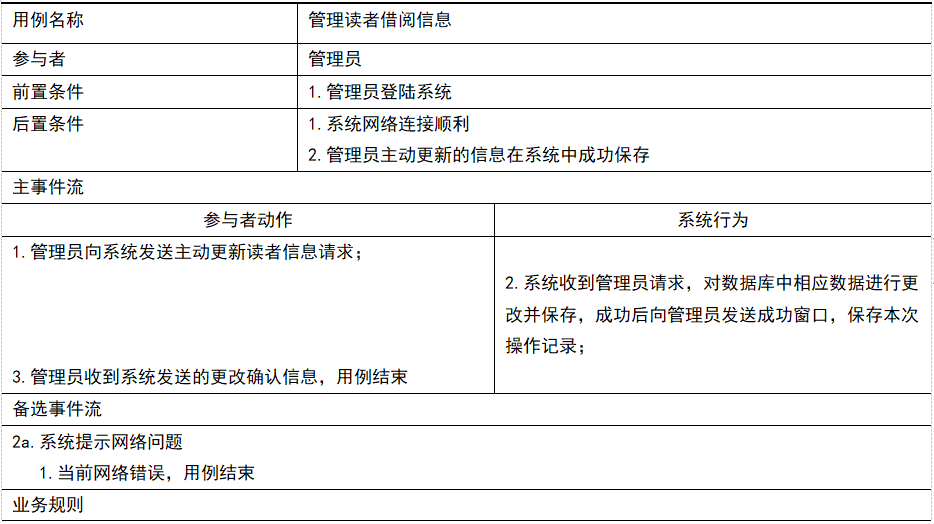 用例名称
管理读者借阅信息
参与者
管理员
前置条件
1.管理员登陆系统
后置条件
1.系统网络连接顺利
2.管理员主动更新的信息在系统中成功保存
主事件流
参与者动作
系统行为
1.管理员向系统发送主动更新读者信息请求；
2.系统收到管理员请求，对数据库中相应数据进行更
改并保存，成功后向管理员发送成功窗口，保存本次
操作记录；
3.管理员收到系统发送的更改确认信息，用例结束
备选事件流
2a.系统提示网络问题
1.当前网络错误，用例结束
业务规则